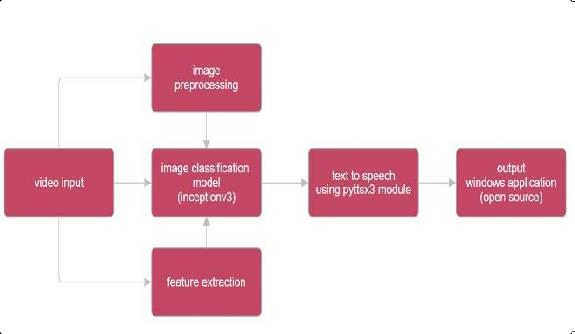 image
preprocessing
video input
image classification
model
(inceptionv3)
text to speech
using pyttsx3 module
output
windows application
(open source)
feature extraction